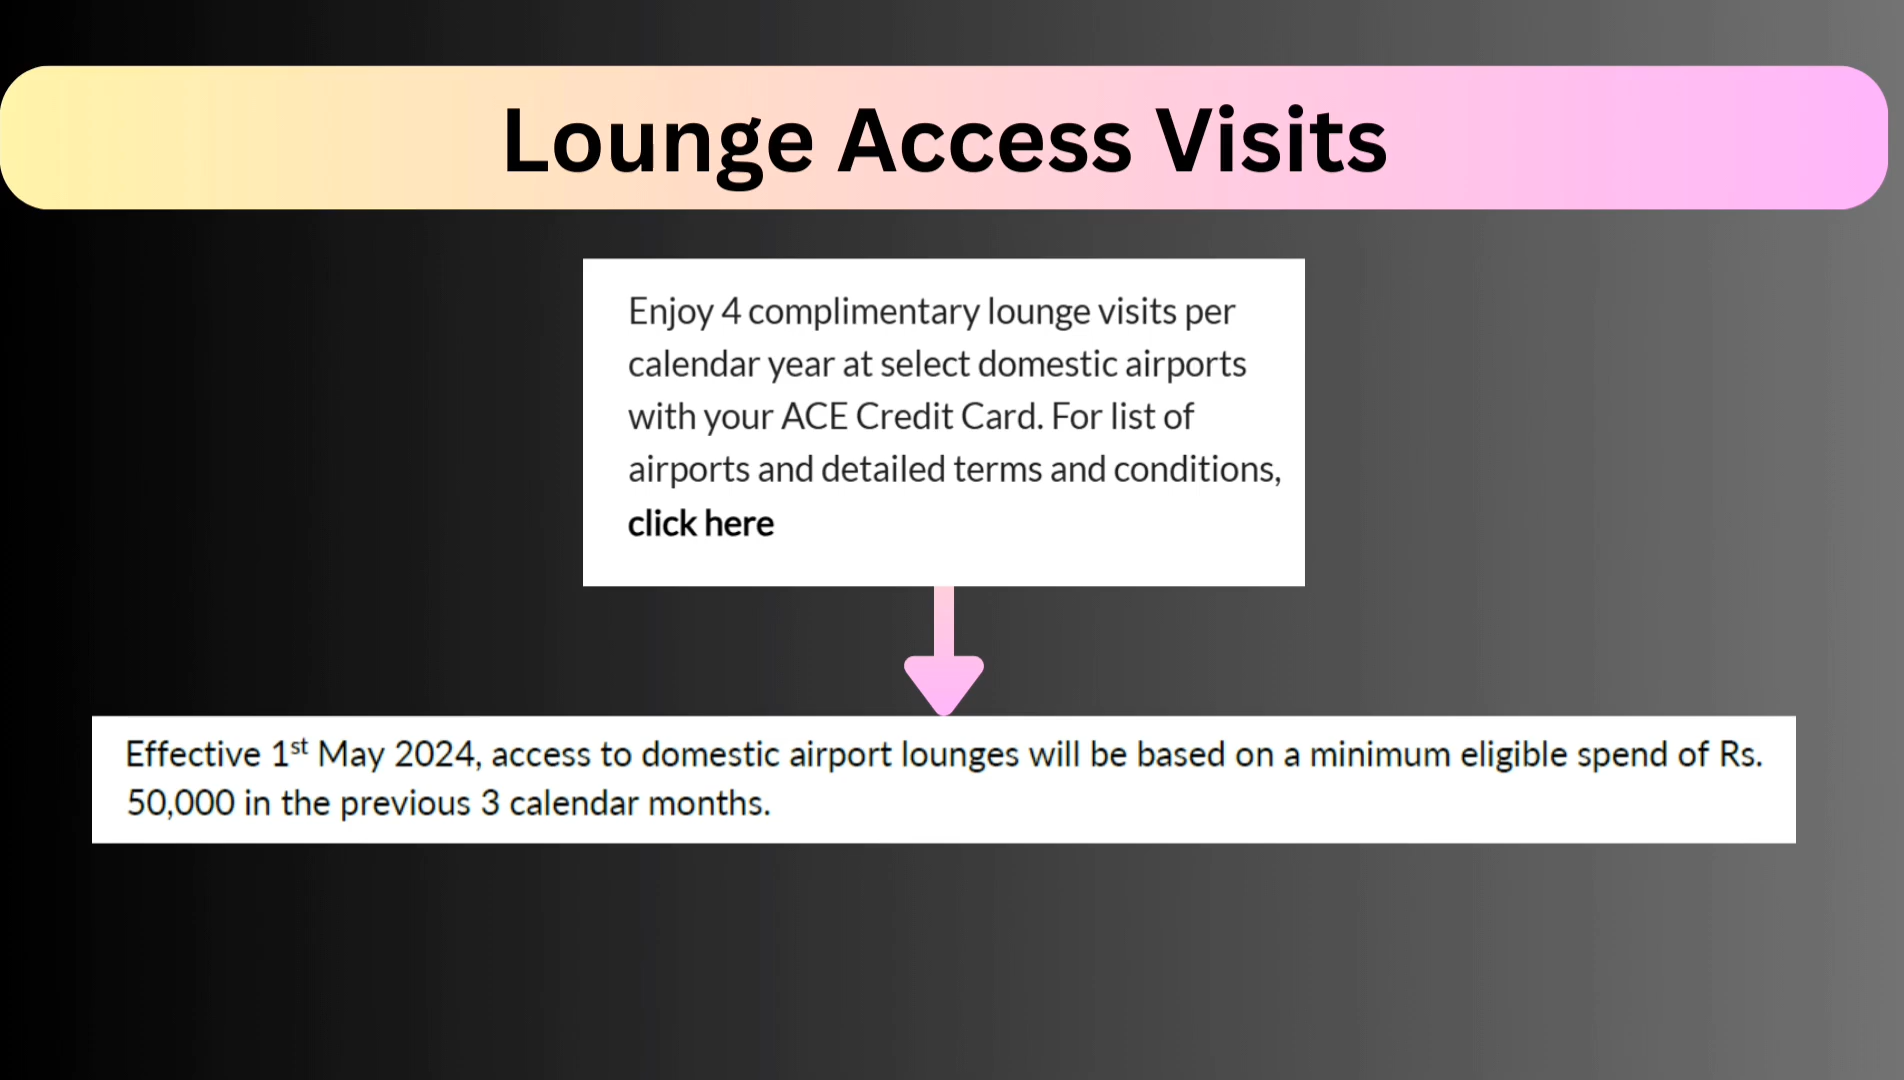 Lounge Access Visits
Enjoy 4 complimentary lounge visits per
calendar year at select domestic airports
with your ACE Credit Card. For list of
airports and detailed terms and conditions,
click here
Effective 1st May 2024, access to domestic airport lounges will be based on a minimum eligible spend of Rs.
50,000 in the previous 3 calendar months.